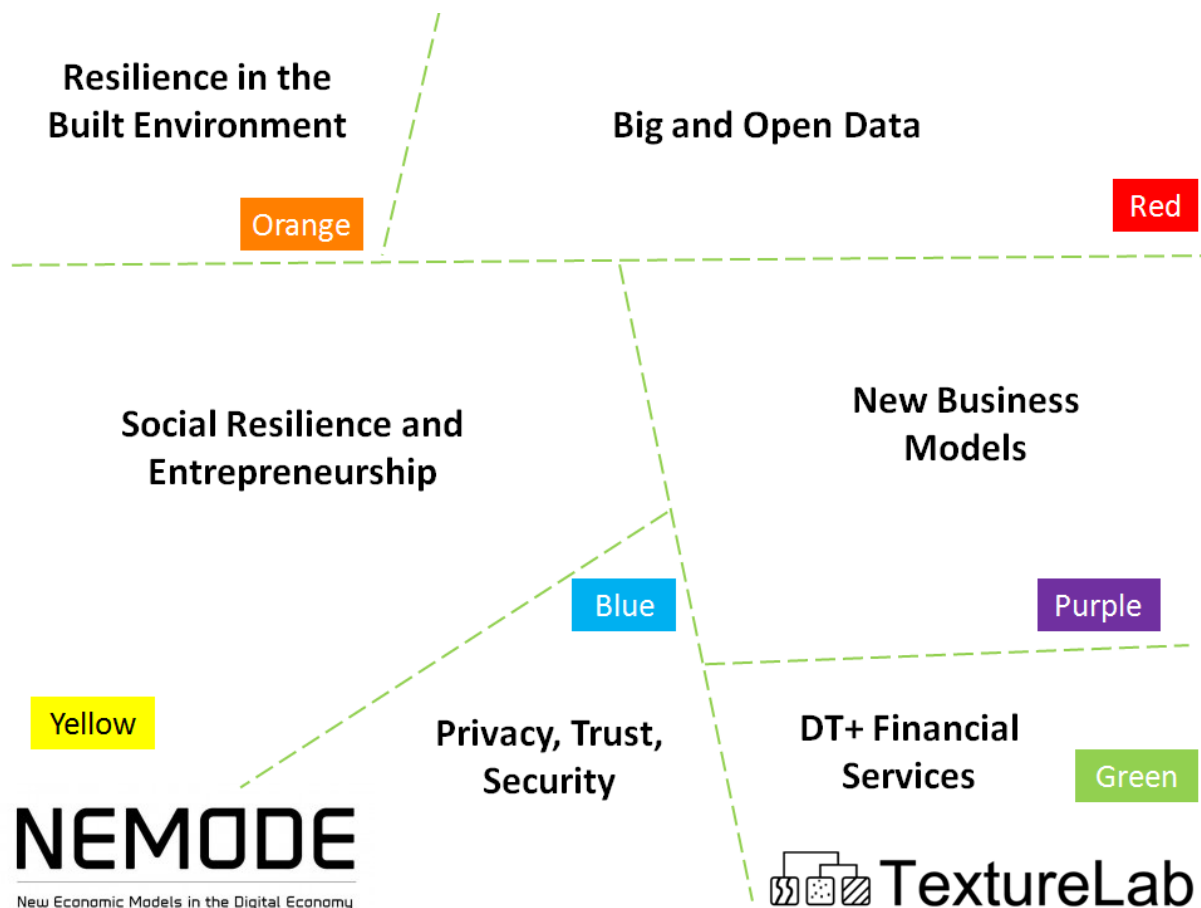 Resilience in the
Built Environment
Orange
Big and Open Data
Red
Social Resilience and
Entrepreneurship
Yellow
New Business
Models
Purple
Blue
Privacy, Trust,
Security
DT+ Financial
Services
Green
NEMODE
New Economic Models in the Digital Economy
TextureLab